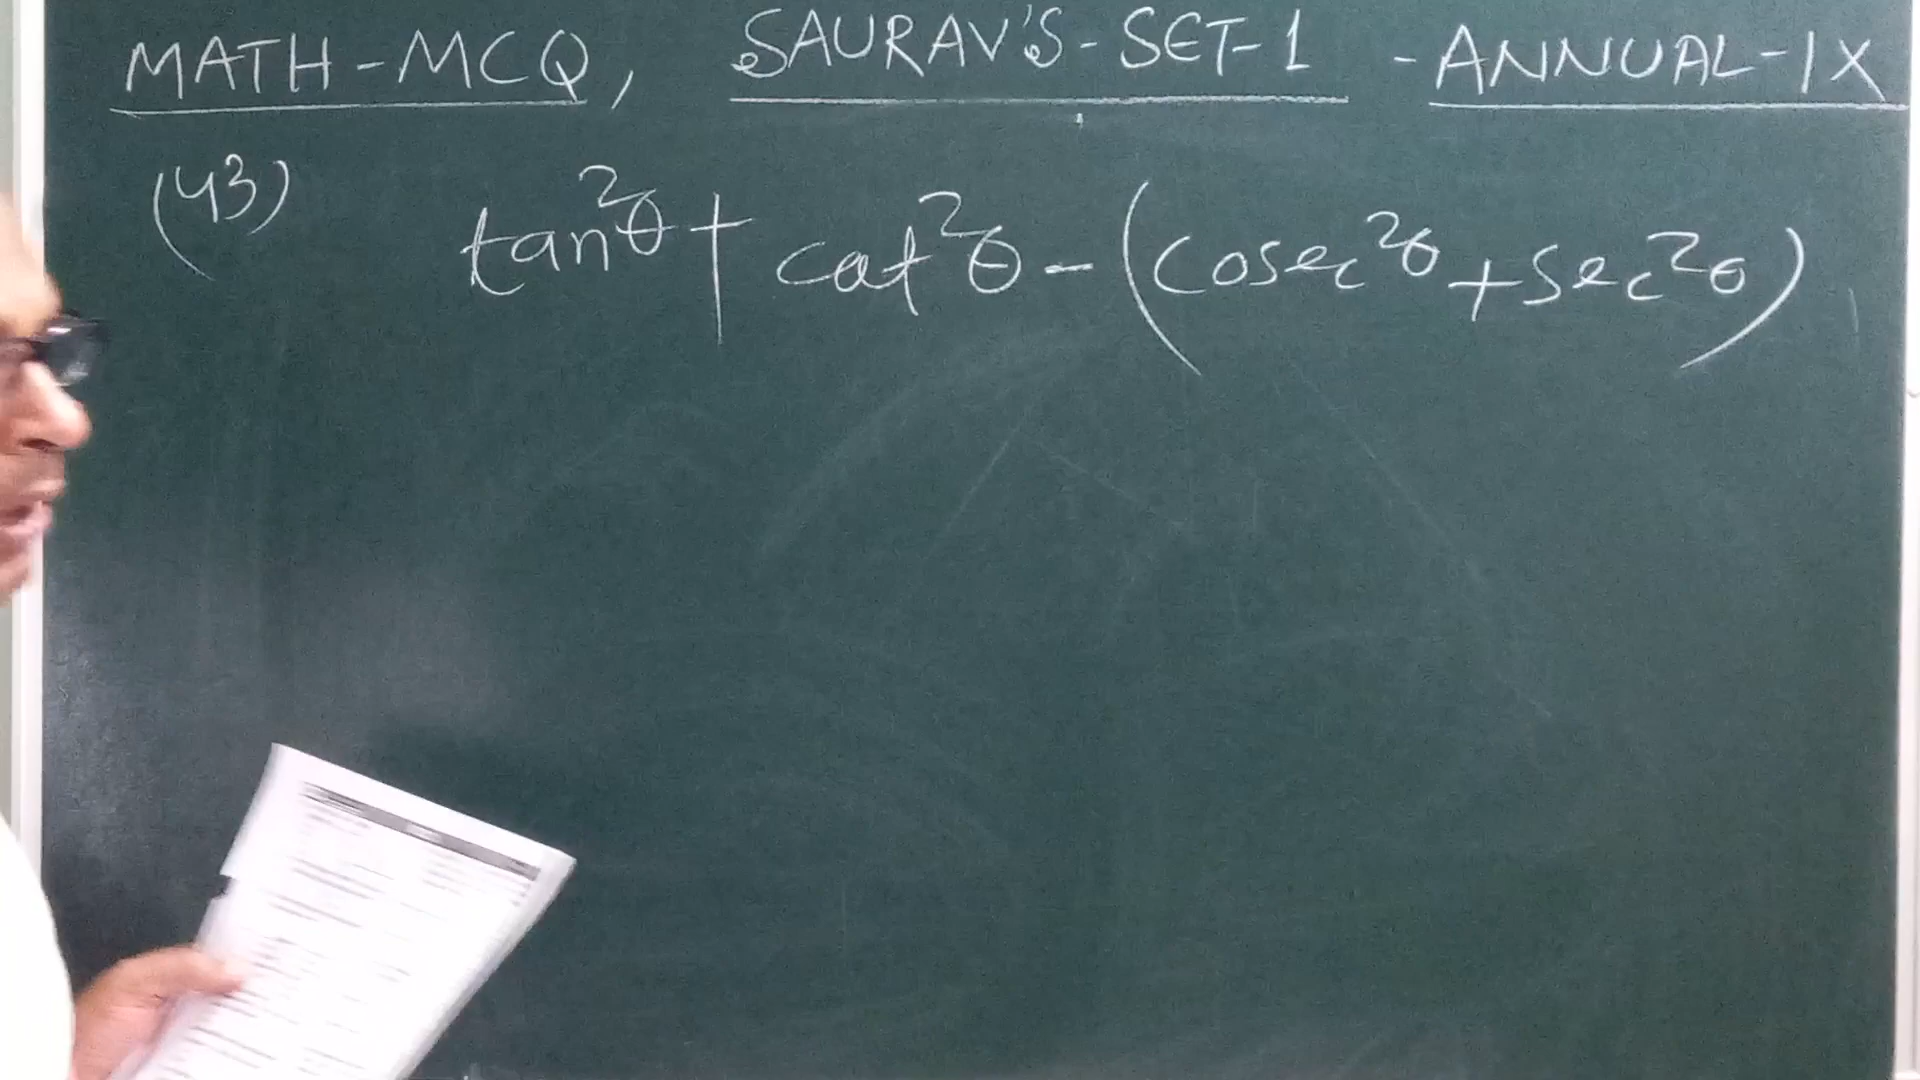 MATH-MCQ, SAURAV'S-SET-1 -ANNUAL-IX
(43) tan²θ + cot²θ - (cosec²θ + sec²θ)